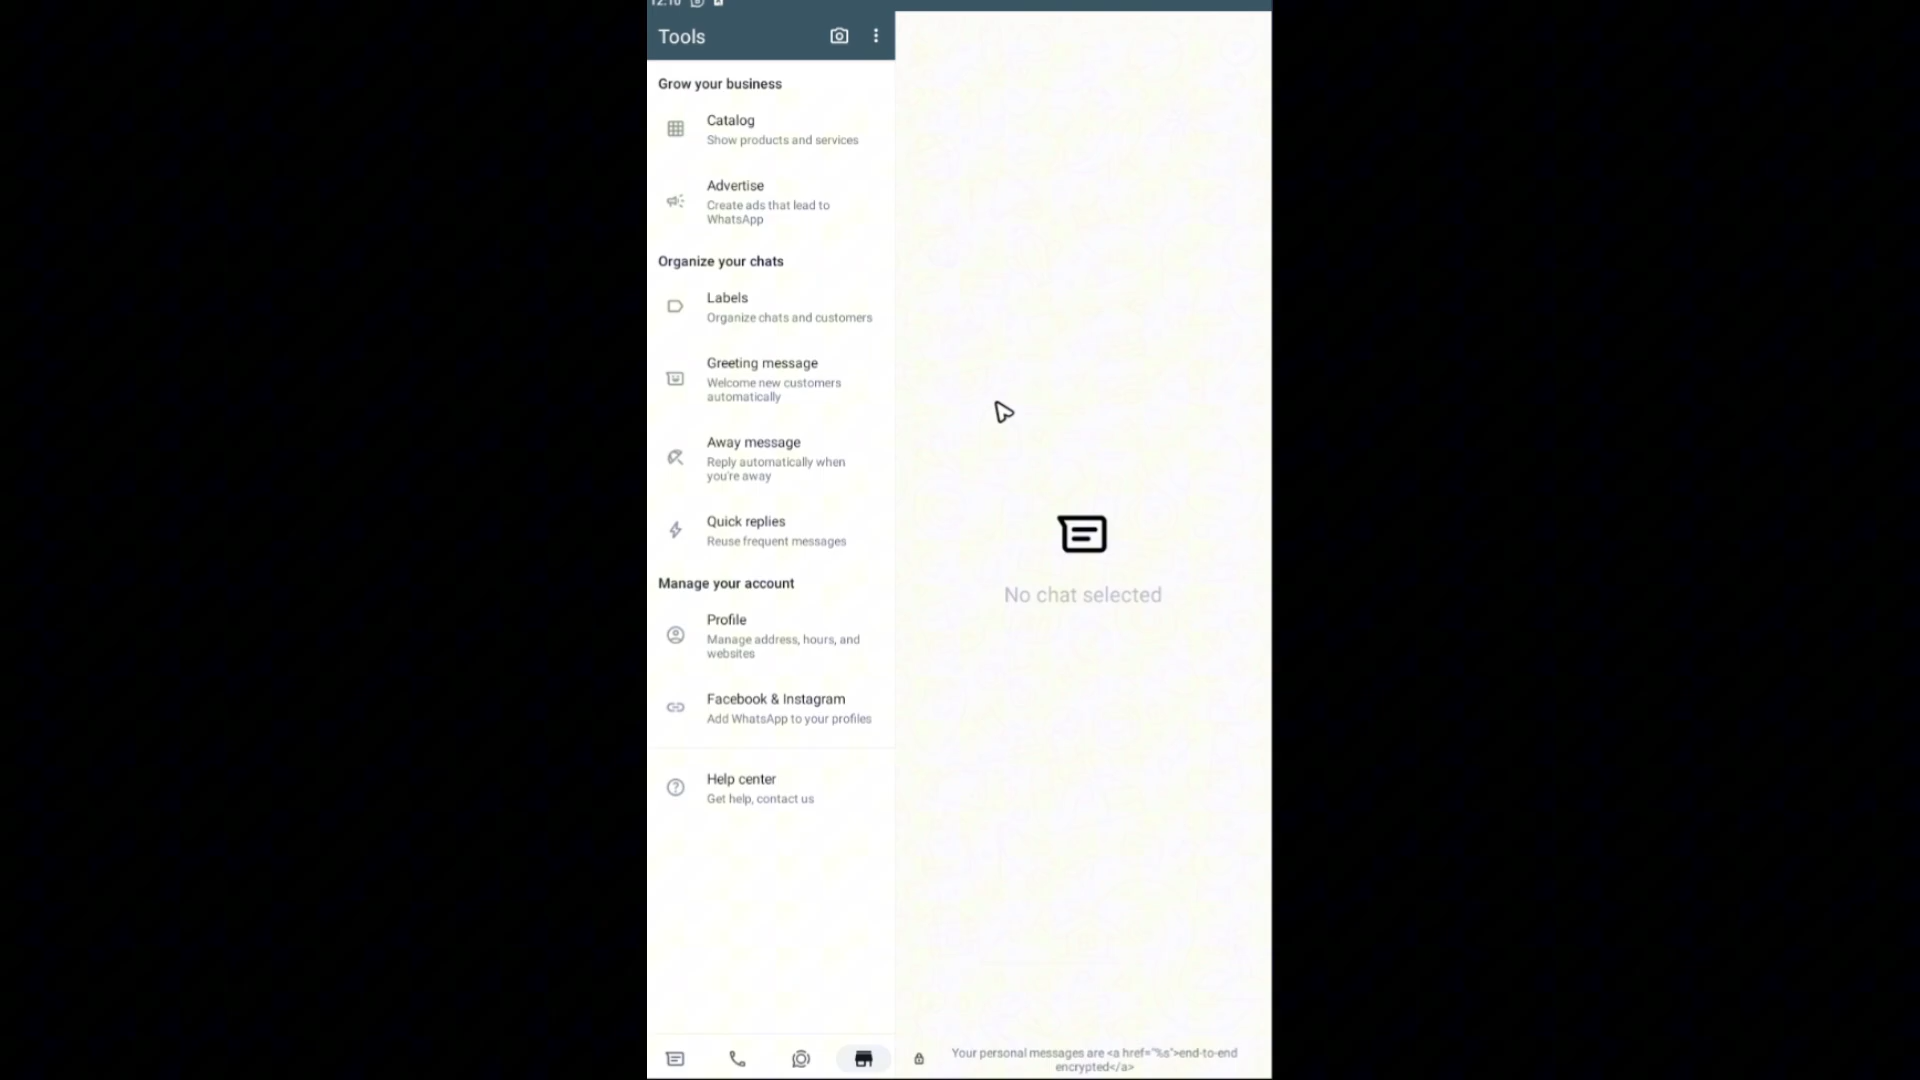 12:10
Tools
Grow your business
Catalog
Show products and services
Advertise
Create ads that lead to
WhatsApp
Organize your chats
Labels
Organize chats and customers
Greeting message
Welcome new customers
automatically
Away message
Reply automatically when
you're away
Quick replies
Reuse frequent messages
Manage your account
Profile
Manage address, hours, and
websites
Facebook & Instagram
Add WhatsApp to your profiles
Help center
Get help, contact us
No chat selected
Your personal messages are <a href="%s">end-to-end
encrypted</a>